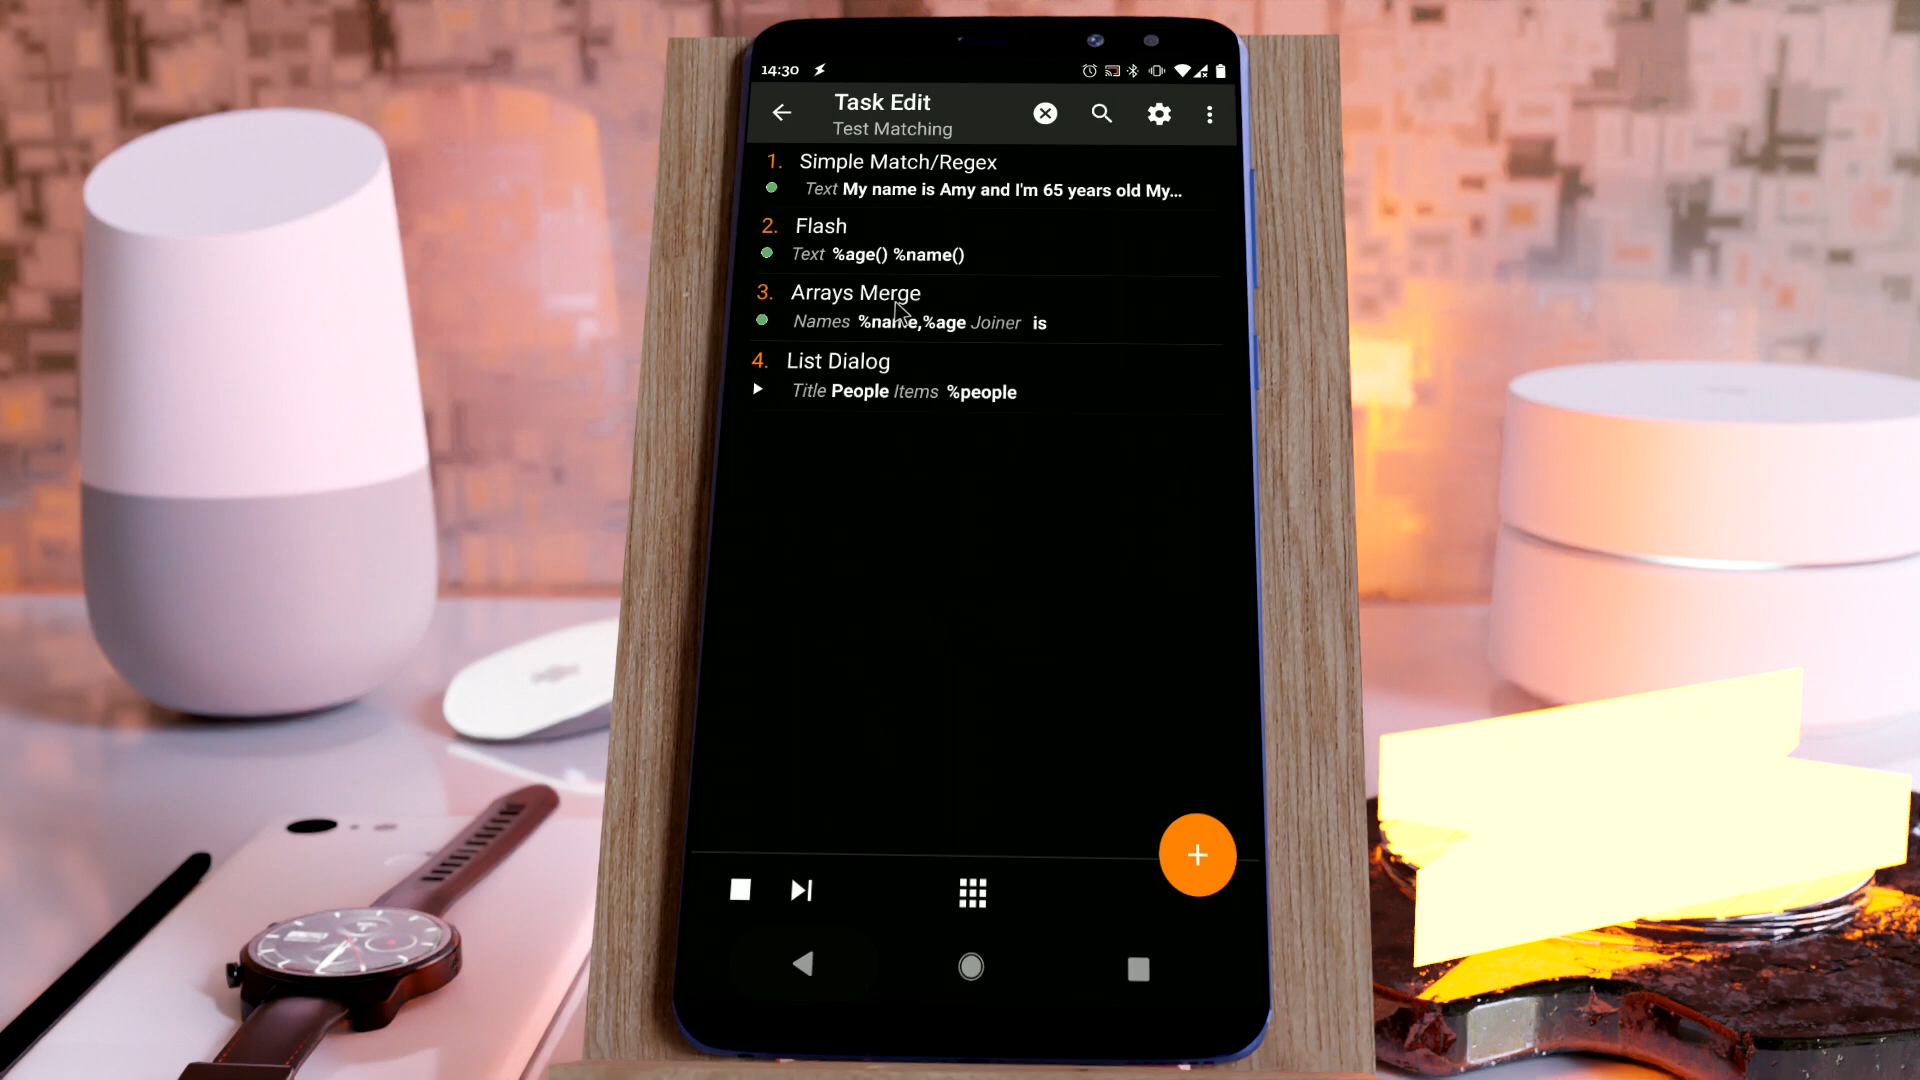 14:30
Task Edit
Test Matching
1. Simple Match/Regex
Text My name is Amy and I'm 65 years old My...
2. Flash
Text %age() %name()
3. Arrays Merge
Names %name,%age Joiner is
4. List Dialog
Title People Items %people